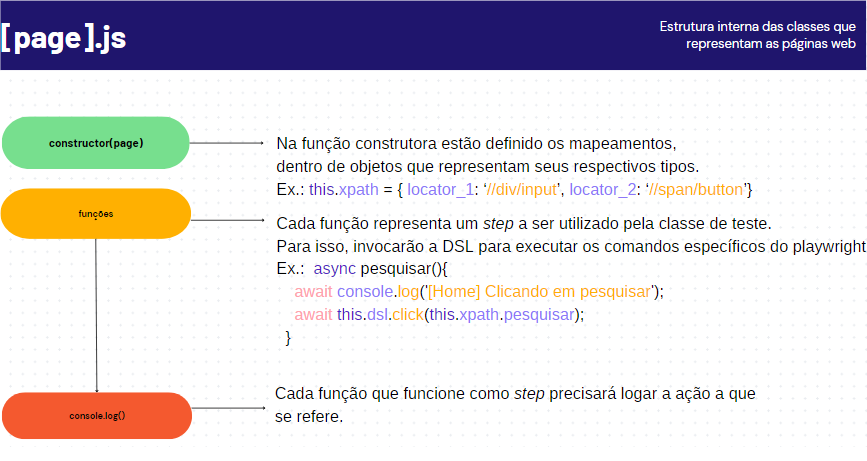 [page].js
Estrutura interna das classes que
representam as páginas web
constructor(page)
Na função construtora estão definido os mapeamentos,
dentro de objetos que representam seus respectivos tipos.
Ex.: this.xpath = { locator_1: ‘//div/input’, locator_2: ‘//span/button’}
funções
Cada função representa um step a ser utilizado pela classe de teste.
Para isso, invocarão a DSL para executar os comandos específicos do playwright
Ex.: async pesquisar(){
await console.log('[Home] Clicando em pesquisar');
await this.dsl.click(this.xpath.pesquisar);
}
console.log()
Cada função que funcione como step precisará logar a ação a que
se refere.